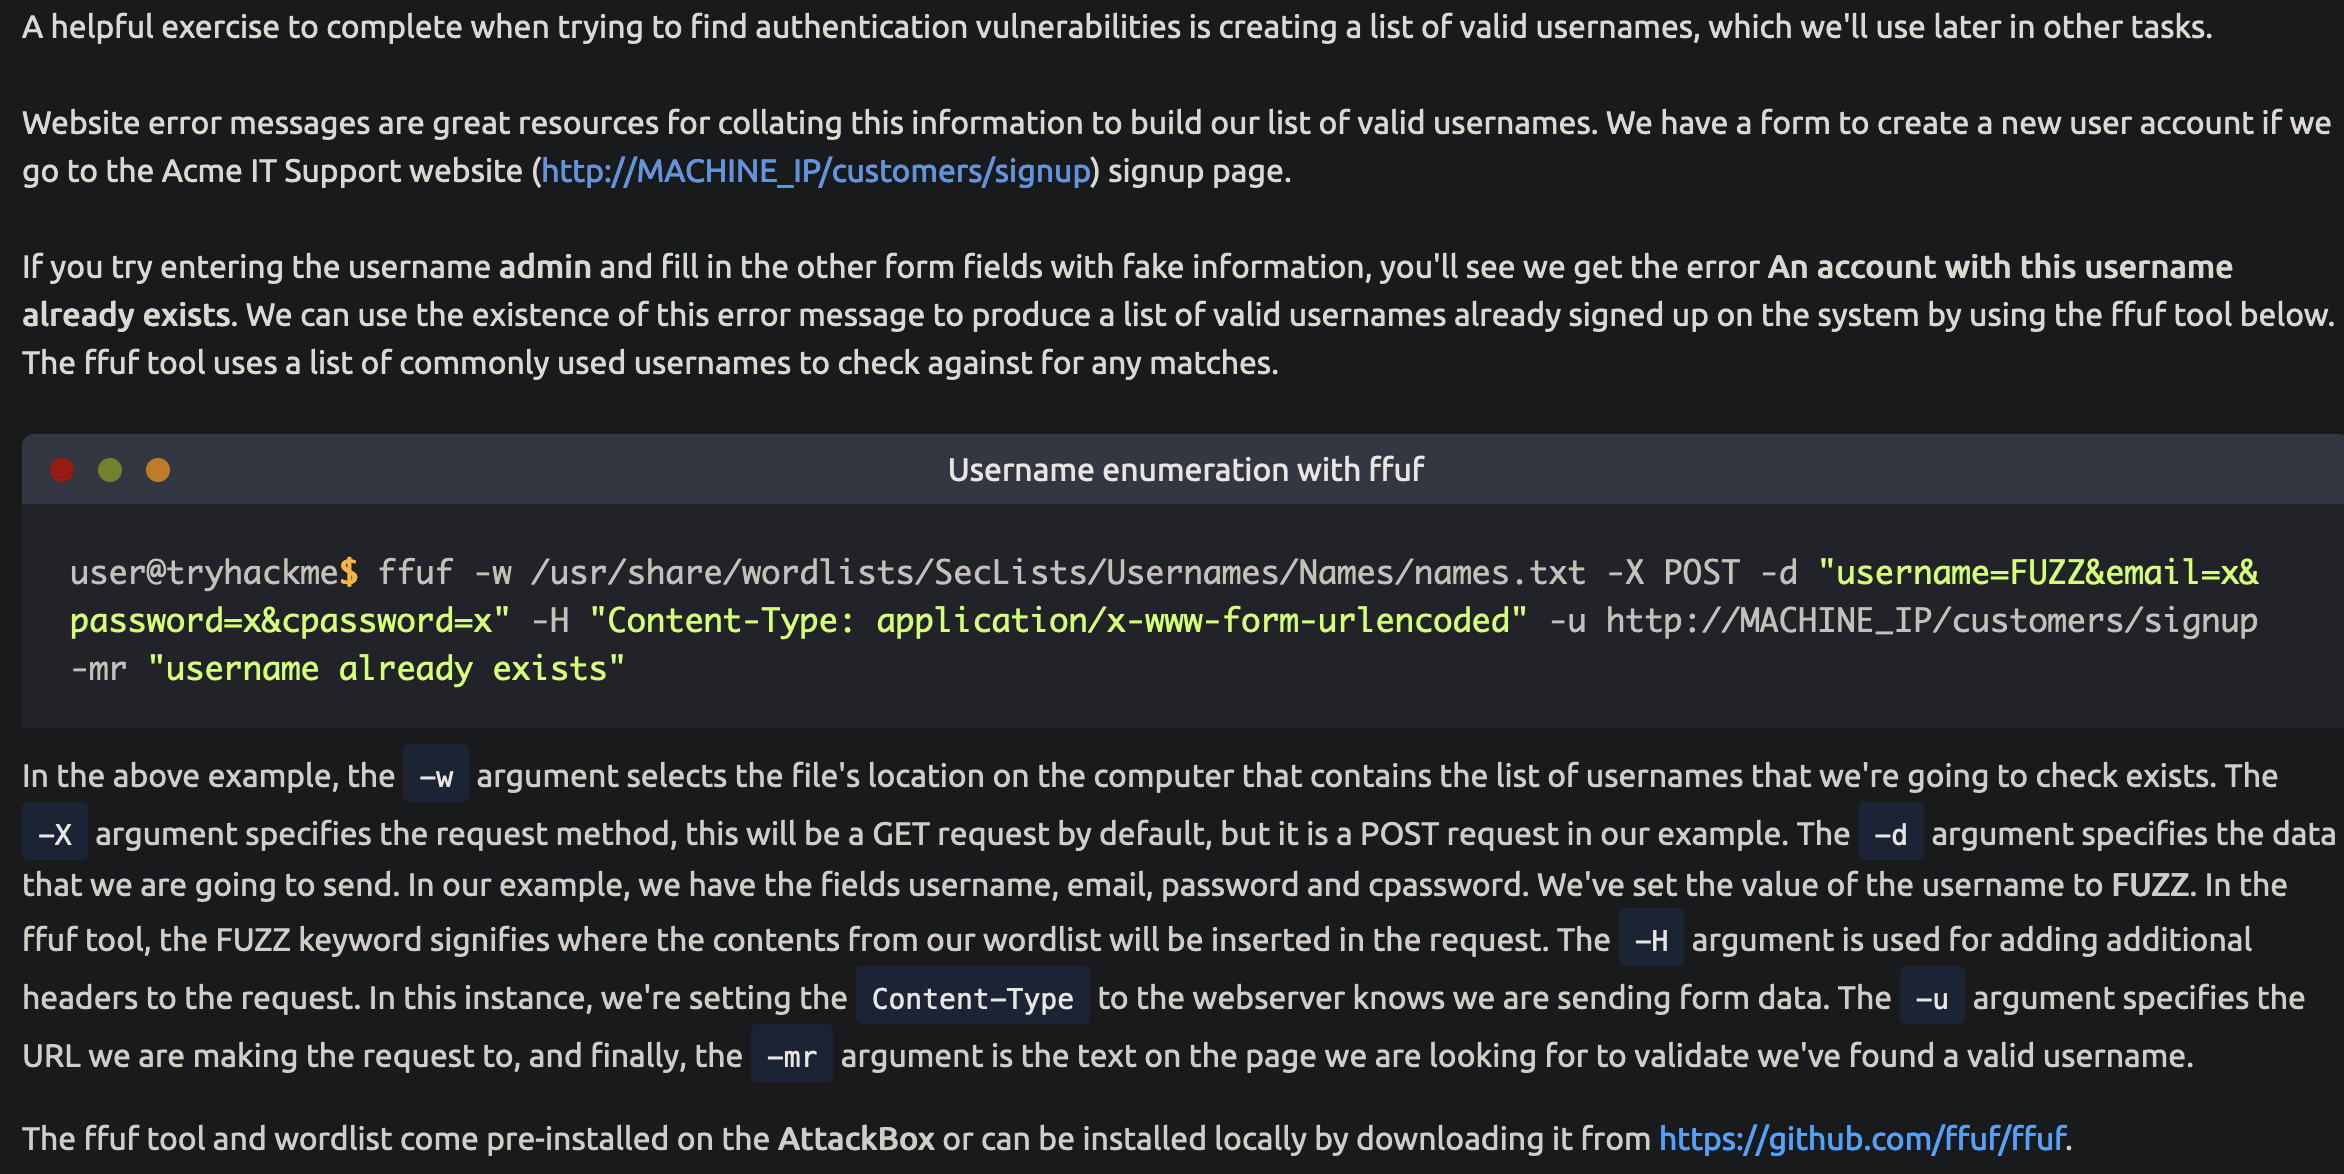 A helpful exercise to complete when trying to find authentication vulnerabilities is creating a list of valid usernames, which we'll use later in other tasks.
Website error messages are great resources for collating this information to build our list of valid usernames. We have a form to create a new user account if we
go to the Acme IT Support website (http://MACHINE_IP/customers/signup) signup page.
If you try entering the username admin and fill in the other form fields with fake information, you'll see we get the error An account with this username
already exists. We can use the existence of this error message to produce a list of valid usernames already signed up on the system by using the ffuf tool below.
The ffuf tool uses a list of commonly used usernames to check against for any matches.
Username enumeration with ffuf
user@tryhackme$ ffuf -w /usr/share/wordlists/SecLists/Usernames/Names/names.txt -X POST -d "username=FUZZ&email=x&
password=x&cpassword=x" -H "Content-Type: application/x-www-form-urlencoded" -u http://MACHINE_IP/customers/signup
-mr "username already exists"
In the above example, the -w argument selects the file's location on the computer that contains the list of usernames that we're going to check exists. The
-X argument specifies the request method, this will be a GET request by default, but it is a POST request in our example. The -d argument specifies the data
that we are going to send. In our example, we have the fields username, email, password and cpassword. We've set the value of the username to FUZZ. In the
ffuf tool, the FUZZ keyword signifies where the contents from our wordlist will be inserted in the request. The -H argument is used for adding additional
headers to the request. In this instance, we're setting the Content-Type to the webserver knows we are sending form data. The -u argument specifies the
URL we are making the request to, and finally, the -mr argument is the text on the page we are looking for to validate we've found a valid username.
The ffuf tool and wordlist come pre-installed on the AttackBox or can be installed locally by downloading it from https://github.com/ffuf/ffuf.